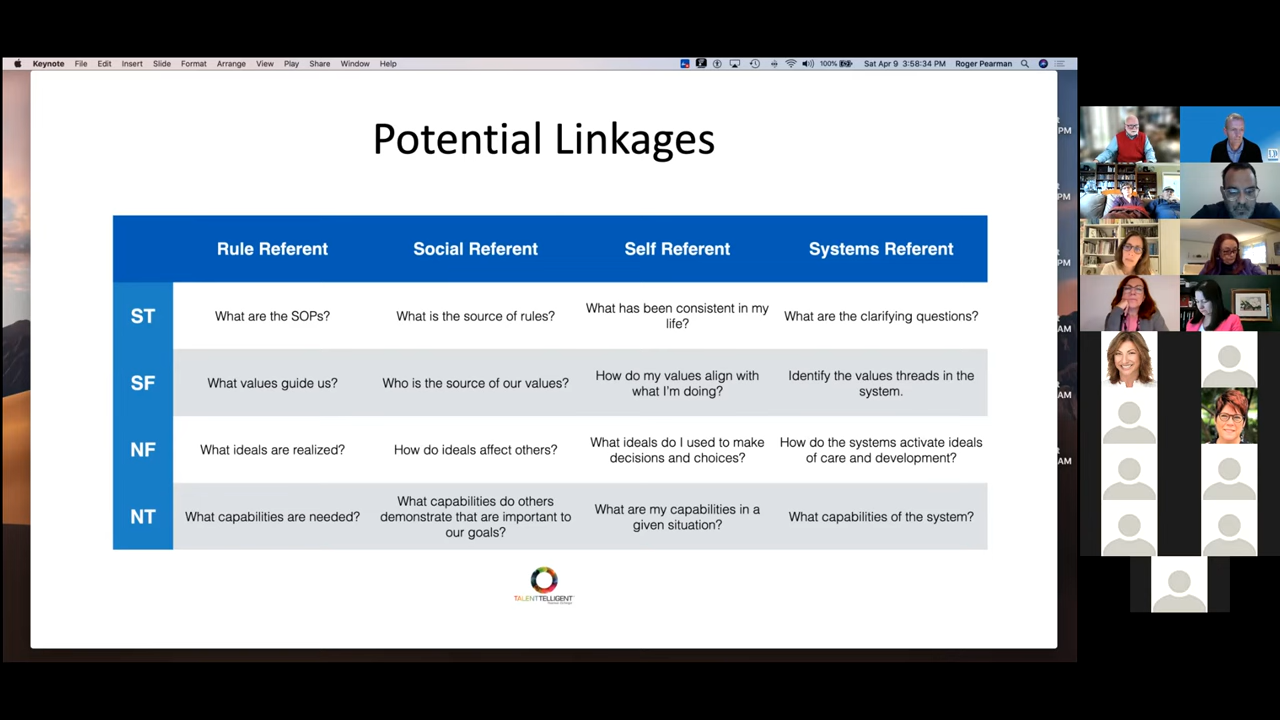 Keynote File Edit Insert Slide Format Arrange View Play Share Window Help 100% Sat Apr 9 3:58:34 PM Roger Pearman
Potential Linkages
Rule Referent Social Referent Self Referent Systems Referent
ST What are the SOPs? What is the source of rules? What has been consistent in my life? What are the clarifying questions?
SF What values guide us? Who is the source of our values? How do my values align with what I'm doing? Identify the values threads in the system.
NF What ideals are realized? How do ideals affect others? What ideals do I used to make decisions and choices? How do the systems activate ideals of care and development?
NT What capabilities are needed? What capabilities do others demonstrate that are important to our goals? What are my capabilities in a given situation? What capabilities of the system?
TALENTTELLIGENT
PM
PM
PM
AM
AM
AM